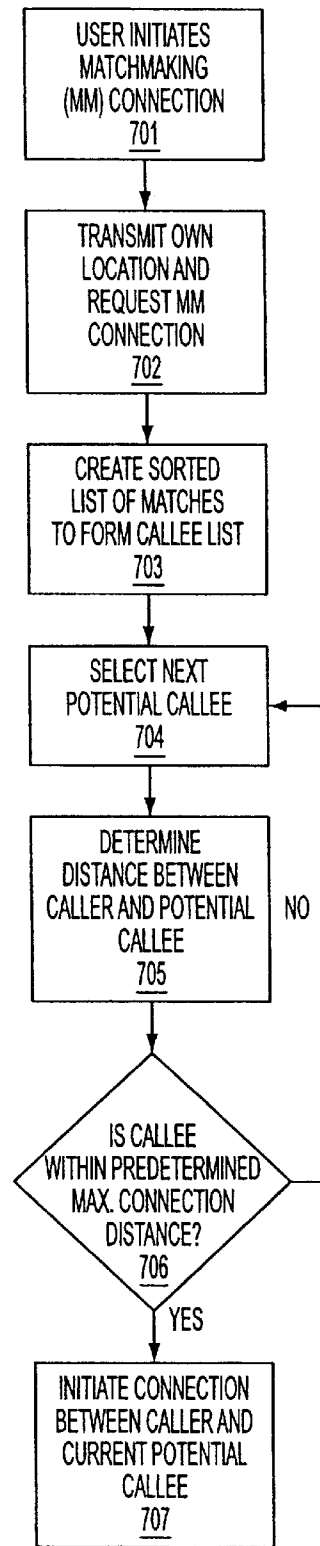 USER INITIATES
MATCHMAKING
(MM) CONNECTION
701
TRANSMIT OWN
LOCATION AND
REQUEST MM
CONNECTION
702
CREATE SORTED
LIST OF MATCHES
TO FORM CALLEE LIST
703
SELECT NEXT
POTENTIAL CALLEE
704
DETERMINE
DISTANCE BETWEEN
CALLER AND POTENTIAL
CALLEE
705
NO
IS CALLEE
WITHIN PREDETERMINED
MAX. CONNECTION
DISTANCE?
706
YES
INITIATE CONNECTION
BETWEEN CALLER AND
CURRENT POTENTIAL
CALLEE
707